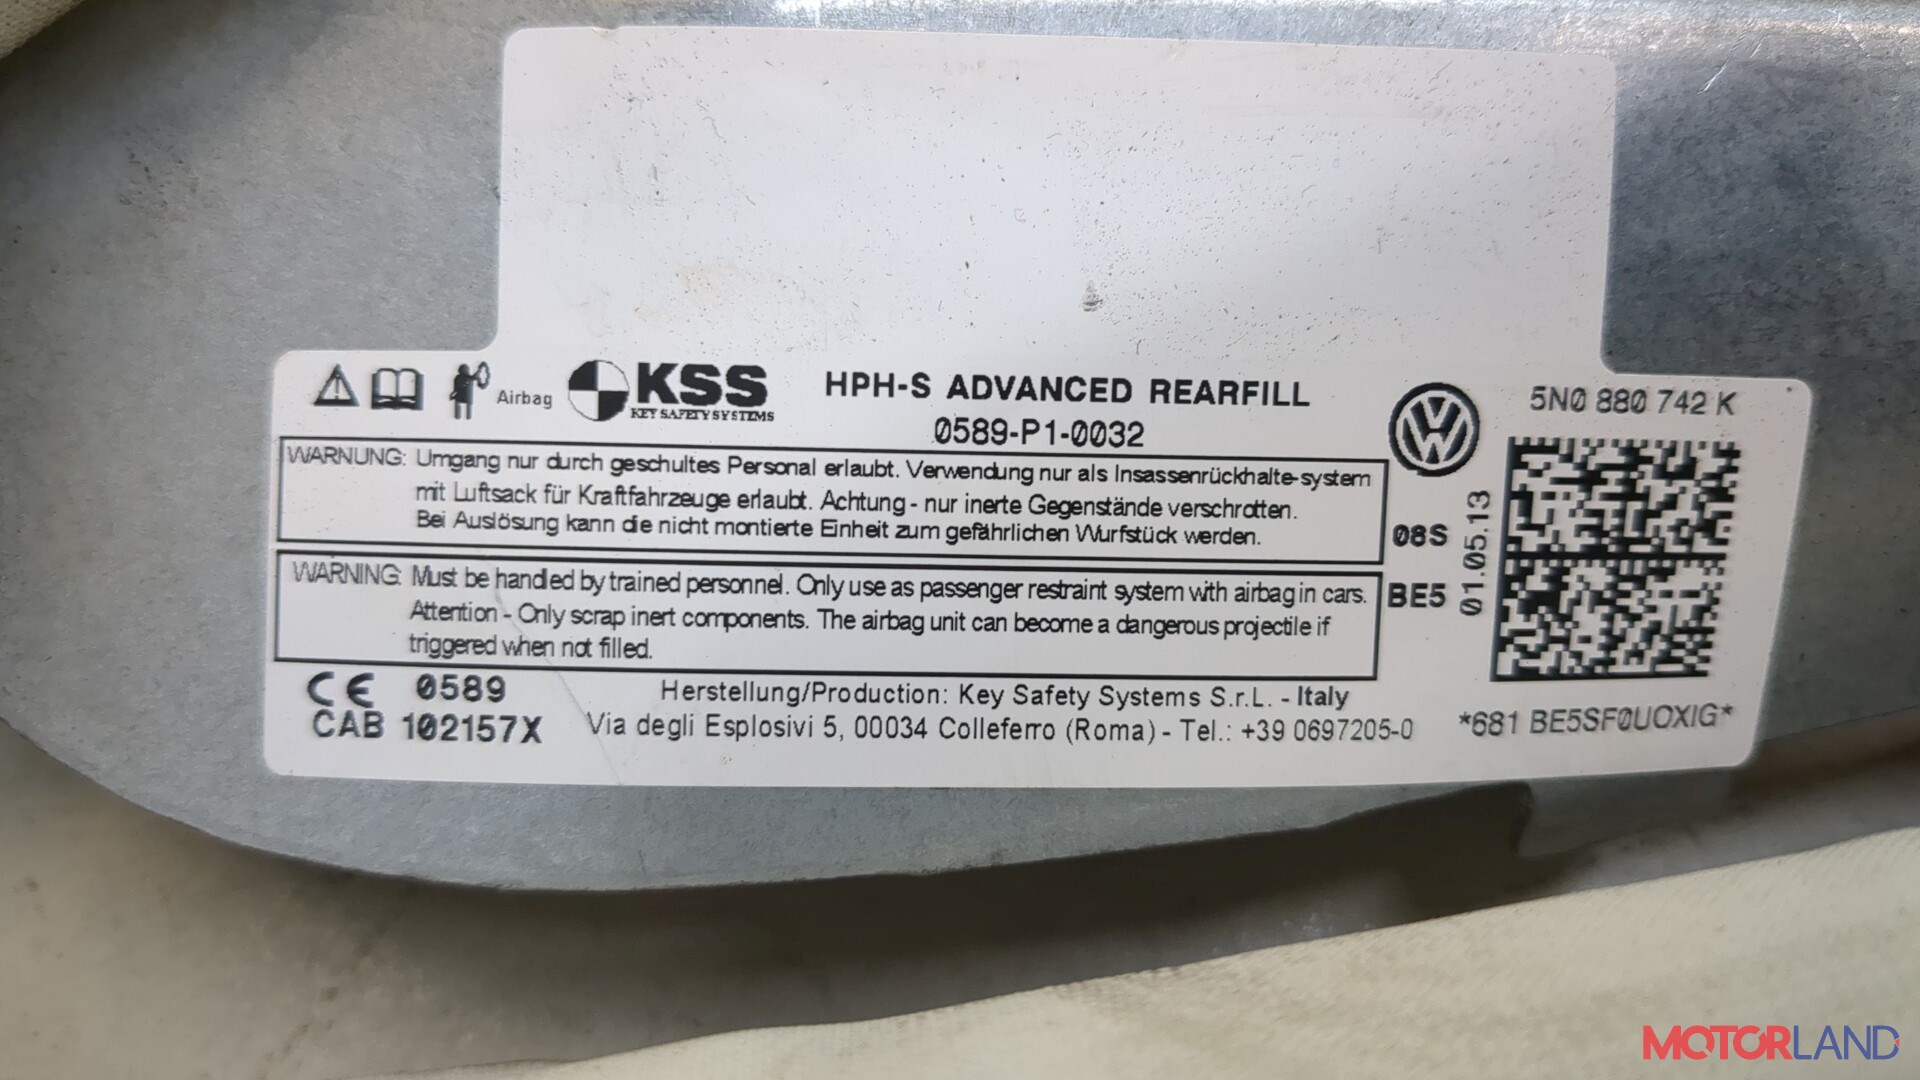 Airbag
KSS
KEY SAFETY SYSTEMS
HPH-S ADVANCED REARFILL
0589-P1-0032
5N0 880 742 K
WARNUNG: Umgang nur durch geschultes Personal erlaubt. Verwendung nur als Insassenrückhalte-system
mit Luftsack für Kraftfahrzeuge erlaubt. Achtung - nur inerte Gegenstände verschrotten.
Bei Auslösung kann die nicht montierte Einheit zum gefährlichen Wurfstück werden.
08S
01.05.13
WARNING: Must be handled by trained personnel. Only use as passenger restraint system with airbag in cars.
Attention - Only scrap inert components. The airbag unit can become a dangerous projectile if
triggered when not filled.
BE5
CE 0589
CAB 102157X
Herstellung/Production: Key Safety Systems S.r.L. - Italy
Via degli Esplosivi 5, 00034 Colleferro (Roma) - Tel.: +39 0697205-0
*681 BE5SF0UOXIG*
MOTORLAND